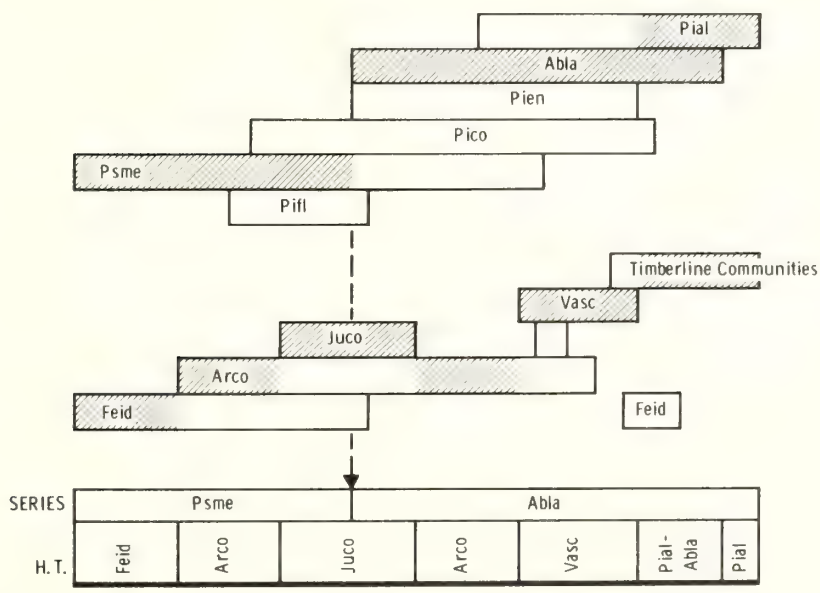 Pial
Abla
Pien
Pico
Psme
Pifl
Timberline Communities
Vasc
Juco
Arco
Feid
Feid
SERIES
Psme
Abla
H.T.
Feid
Arco
Juco
Arco
Vasc
Pial-
Abla
Pial